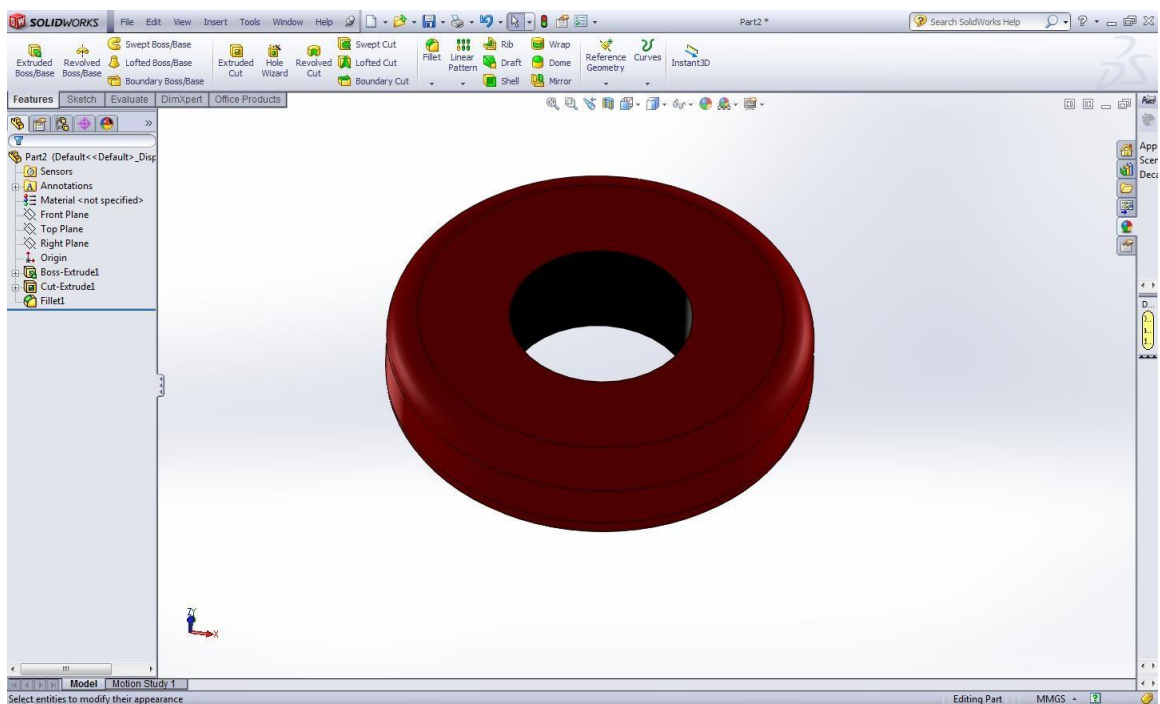 SW SOLIDWORKS File Edit View Insert Tools Window Help Part2 * Search SolidWorks Help
Extruded Boss/Base
Revolved Boss/Base
Swept Boss/Base
Lofted Boss/Base
Boundary Boss/Base
Extruded Cut
Hole Wizard
Revolved Cut
Swept Cut
Lofted Cut
Boundary Cut
Fillet
Linear Pattern
Rib
Draft
Shell
Wrap
Dome
Mirror
Reference Geometry
Curves
Instant3D
Features Sketch Evaluate DimXpert Office Products
Part2 (Default<<Default>_Disp
Sensors
Annotations
Material <not specified>
Front Plane
Top Plane
Right Plane
Origin
Boss-Extrude1
Cut-Extrude1
Fillet1
App
Scen
Deca
D...
Z
Y
X
Model Motion Study 1
Select entities to modify their appearance Editing Part MMGS